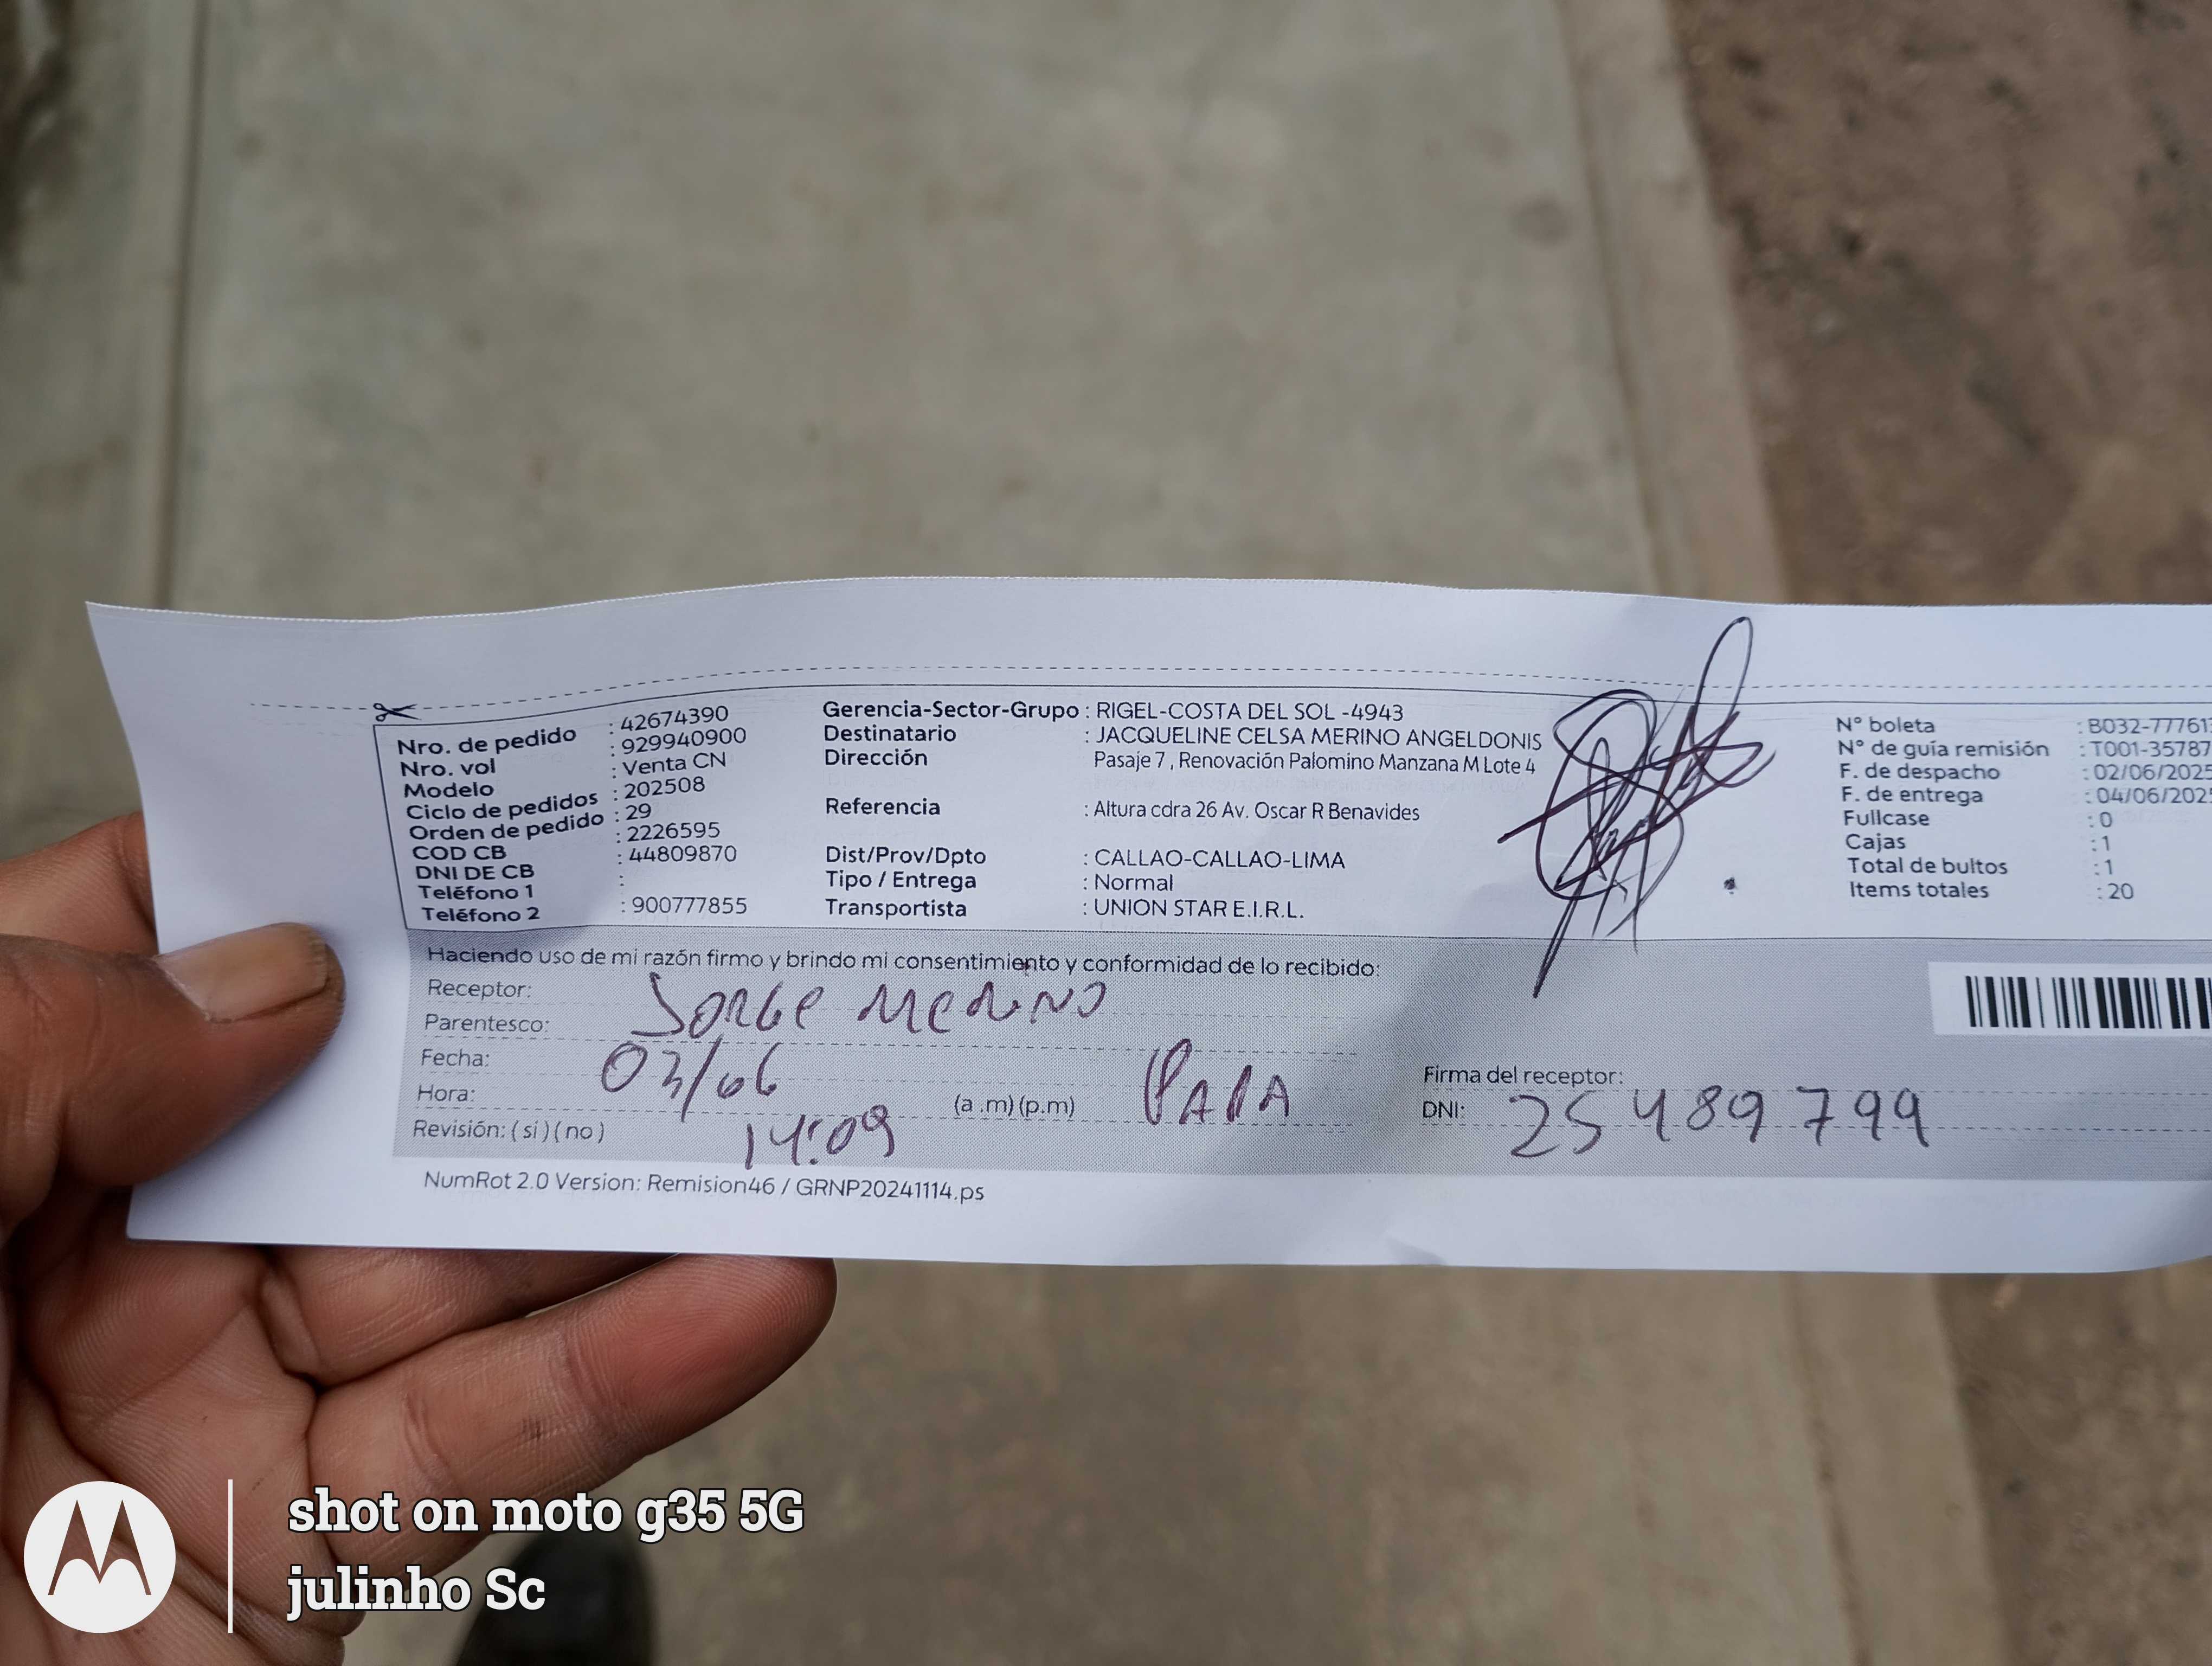 Nro. de pedido : 42674390
Nro. vol : 929940900
Modelo : Venta CN
Ciclo de pedidos : 202508
Orden de pedido : 29
COD CB : 2226595
DNI DE CB : 44809870
Teléfono 1 :
Teléfono 2 : 900777855
Gerencia-Sector-Grupo : RIGEL-COSTA DEL SOL -4943
Destinatario : JACQUELINE CELSA MERINO ANGELDONIS
Dirección Pasaje 7 , Renovación Palomino Manzana M Lote 4
Referencia : Altura cdra 26 Av. Oscar R Benavides
Dist/Prov/Dpto : CALLAO-CALLAO-LIMA
Tipo / Entrega : Normal
Transportista : UNION STAR E.I.R.L.
N° boleta : B032-77761
N° de guía remisión : T001-35787
F. de despacho : 02/06/2025
F. de entrega : 04/06/202
Fullcase : 0
Cajas : 1
Total de bultos : 1
Items totales : 20
Haciendo uso de mi razón firmo y brindo mi consentimiento y conformidad de lo recibido:
Receptor: JORGE MERINO
Parentesco: PAPA
Fecha: 03/06
Hora: 14:09 (a .m) (p.m)
Revisión: ( si ) ( no )
Firma del receptor:
DNI: 25489799
NumRot 2.0 Version: Remision46 / GRNP20241114.ps
shot on moto g35 5G
julinho Sc